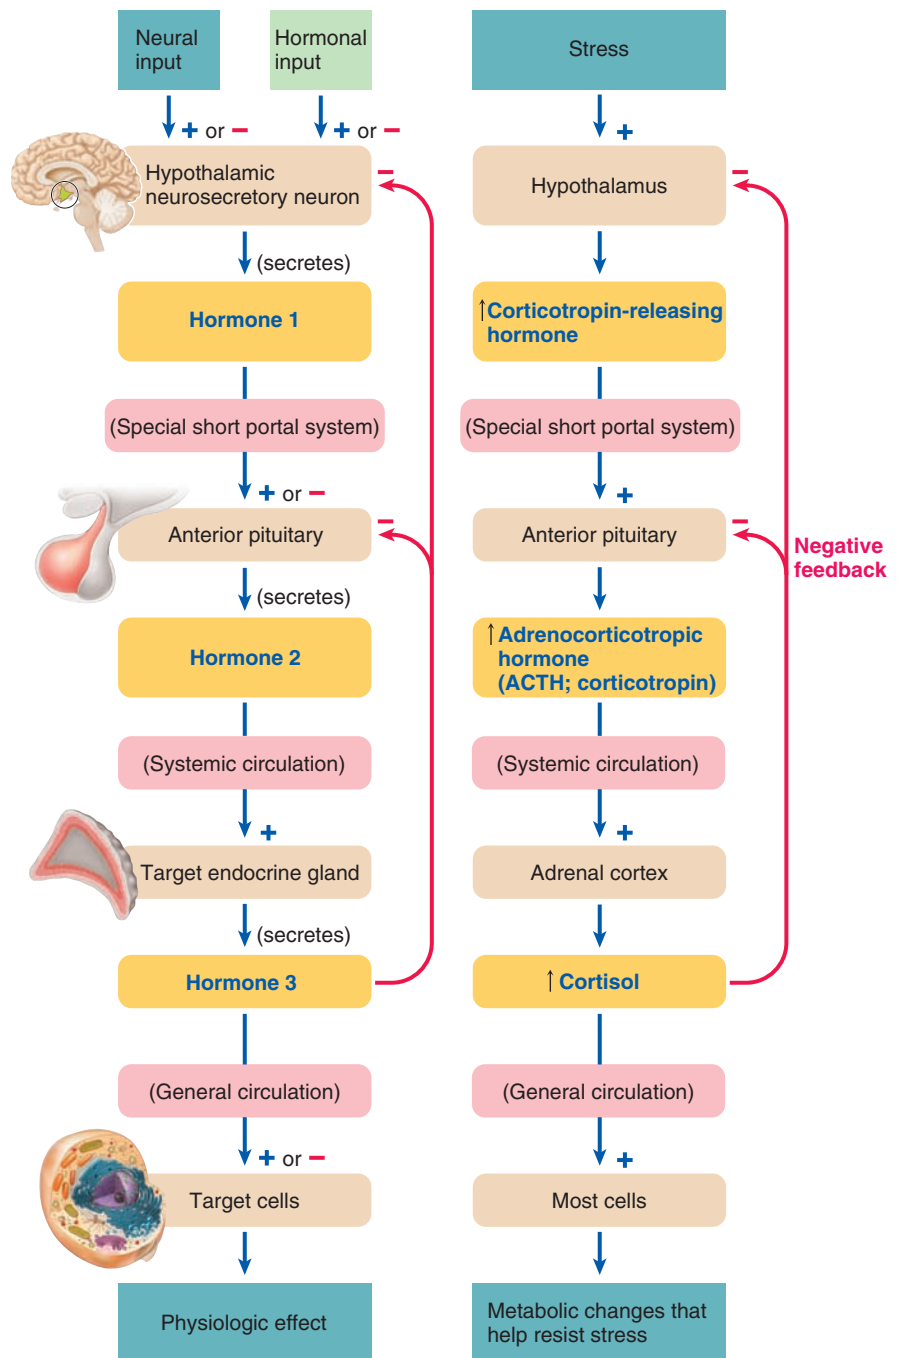 Neural
input
Hormonal
input
+ or −
+ or −
Hypothalamic
neurosecretory neuron
−
(secretes)
Hormone 1
(Special short portal system)
+ or −
Anterior pituitary
−
(secretes)
Hormone 2
(Systemic circulation)
+
Target endocrine gland
(secretes)
Hormone 3
(General circulation)
+ or −
Target cells
Physiologic effect
Stress
+
Hypothalamus
−
↑Corticotropin-releasing
hormone
(Special short portal system)
+
Anterior pituitary
−
Negative
feedback
↑Adrenocorticotropic
hormone
(ACTH; corticotropin)
(Systemic circulation)
+
Adrenal cortex
↑Cortisol
(General circulation)
+
Most cells
Metabolic changes that
help resist stress